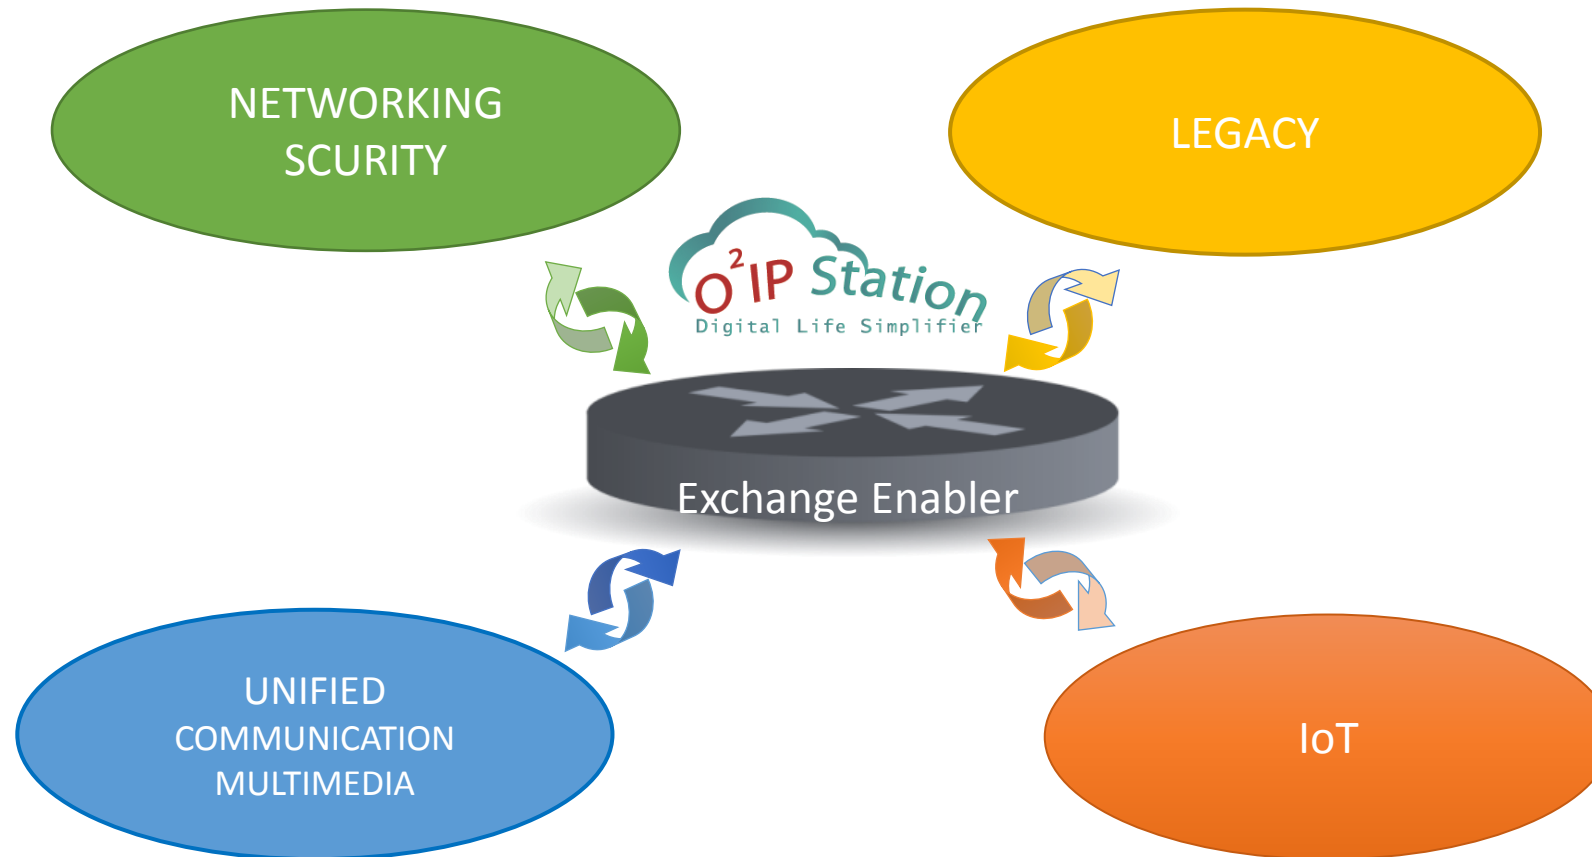 NETWORKING
SCURITY
LEGACY
O²IP Station
Digital Life Simplifier
Exchange Enabler
UNIFIED
COMMUNICATION
MULTIMEDIA
IoT